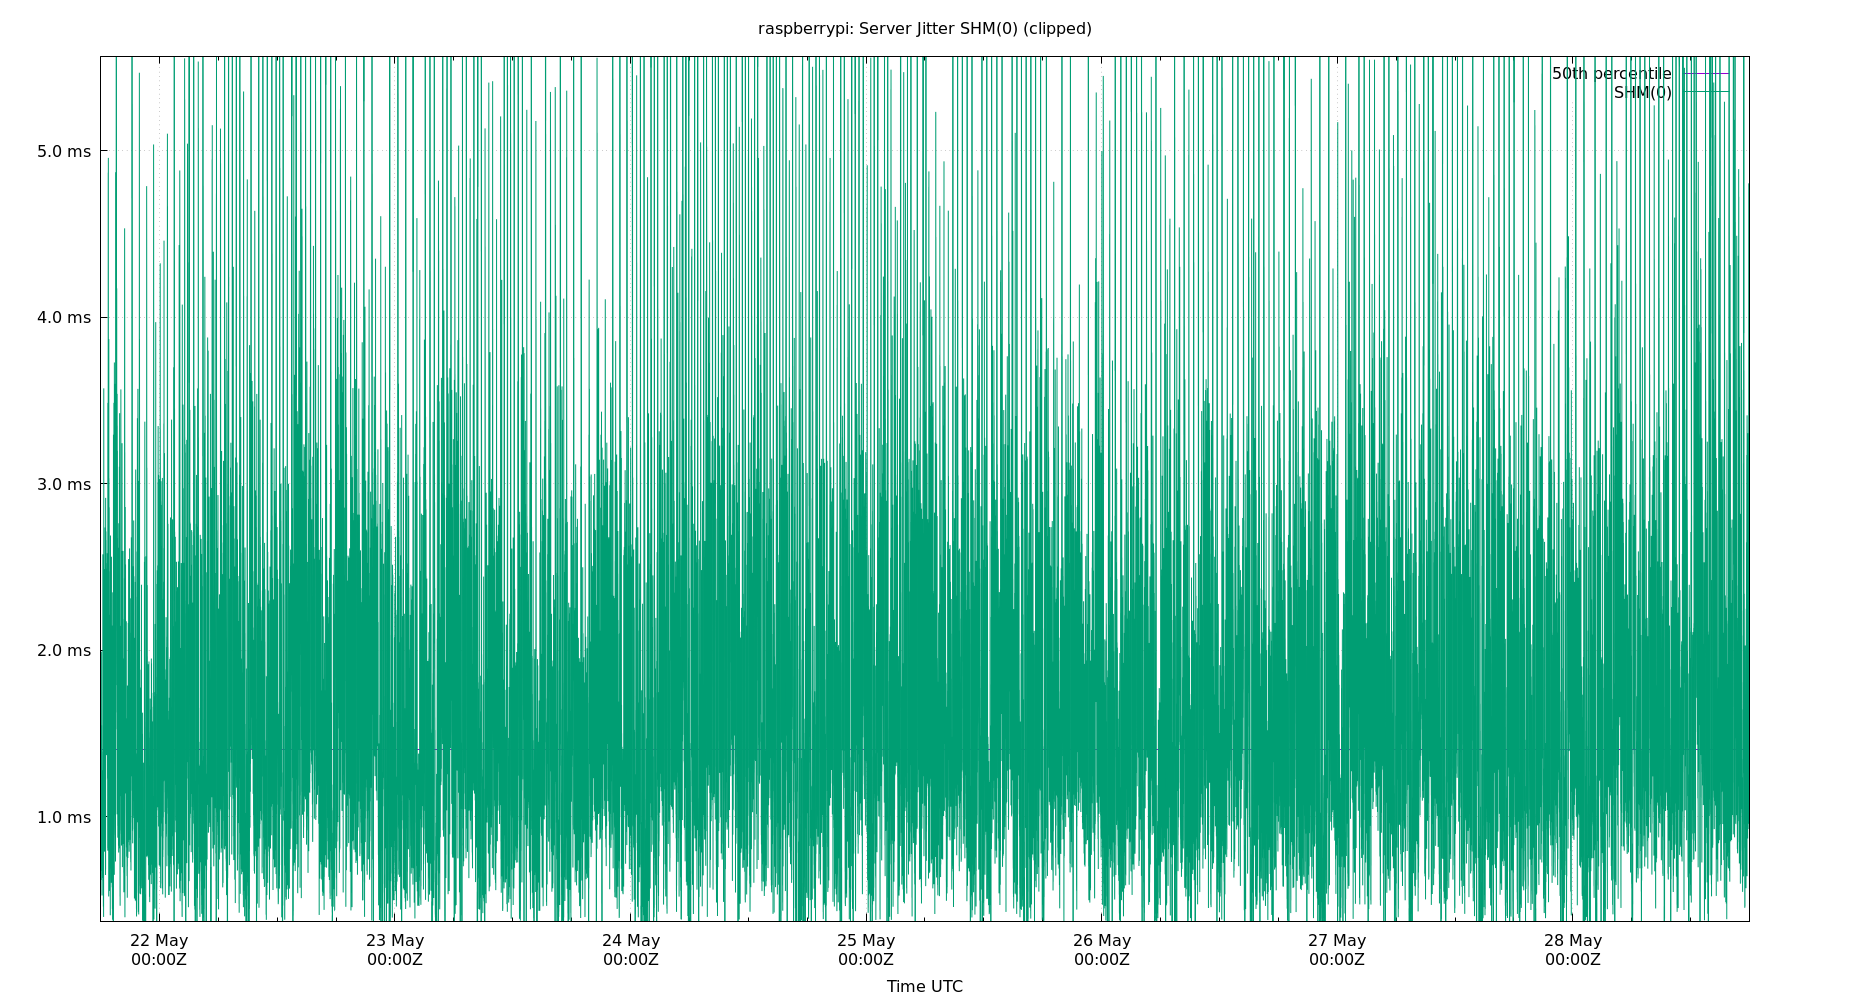 raspberrypi: Server Jitter SHM(0) (clipped)
50th percentile
SHM(0)
5.0 ms
4.0 ms
3.0 ms
2.0 ms
1.0 ms
22 May 23 May 24 May 25 May 26 May 27 May 28 May
00:00Z 00:00Z 00:00Z 00:00Z 00:00Z 00:00Z 00:00Z
Time UTC